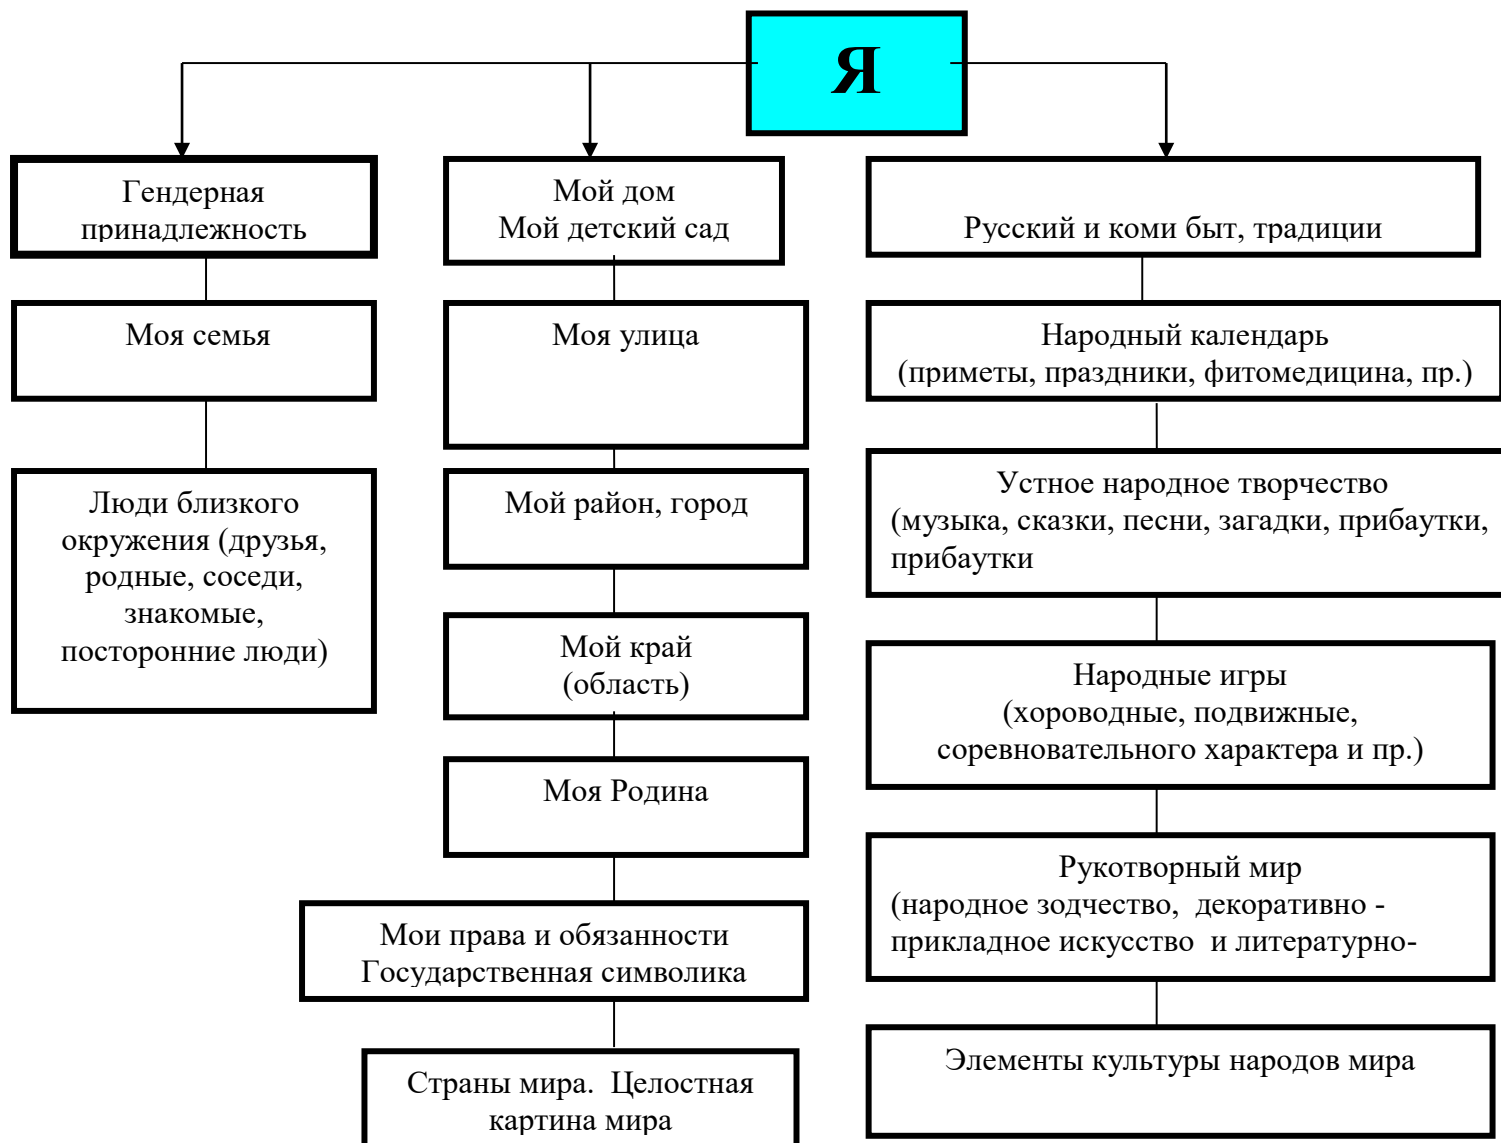 Я
Гендерная
принадлежность
Моя семья
Люди близкого
окружения (друзья,
родные, соседи,
знакомые,
посторонние люди)
Мой дом
Мой детский сад
Моя улица
Мой район, город
Мой край
(область)
Моя Родина
Мои права и обязанности
Государственная символика
Страны мира.  Целостная
картина мира
Русский и коми быт, традиции
Народный календарь
(приметы, праздники, фитомедицина, пр.)
Устное народное творчество
(музыка, сказки, песни, загадки, прибаутки,
прибаутки
Народные игры
(хороводные, подвижные,
соревновательного характера и пр.)
Рукотворный мир
(народное зодчество,  декоративно -
прикладное искусство  и литературно-
Элементы культуры народов мира